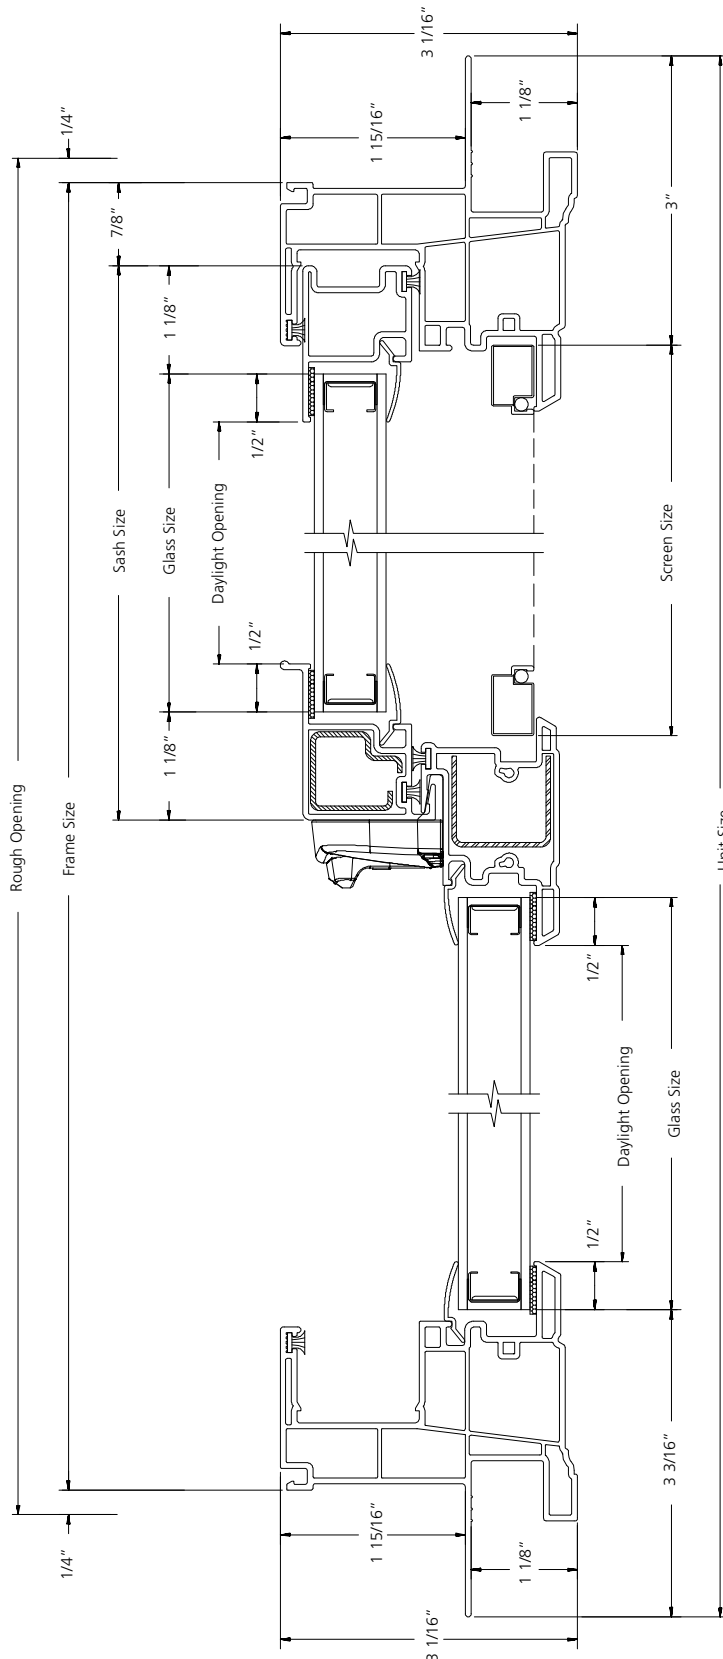 3 1/16"
1/4"
1 15/16"
1 1/8"
7/8"
3"
1 1/8"
1/2"
Sash Size
Glass Size
Daylight Opening
Screen Size
1/2"
1 1/8"
Rough Opening
Frame Size
Unit Size
1/2"
Daylight Opening
Glass Size
1/2"
3 3/16"
1 15/16"
1/4"
1 1/8"
3 1/16"